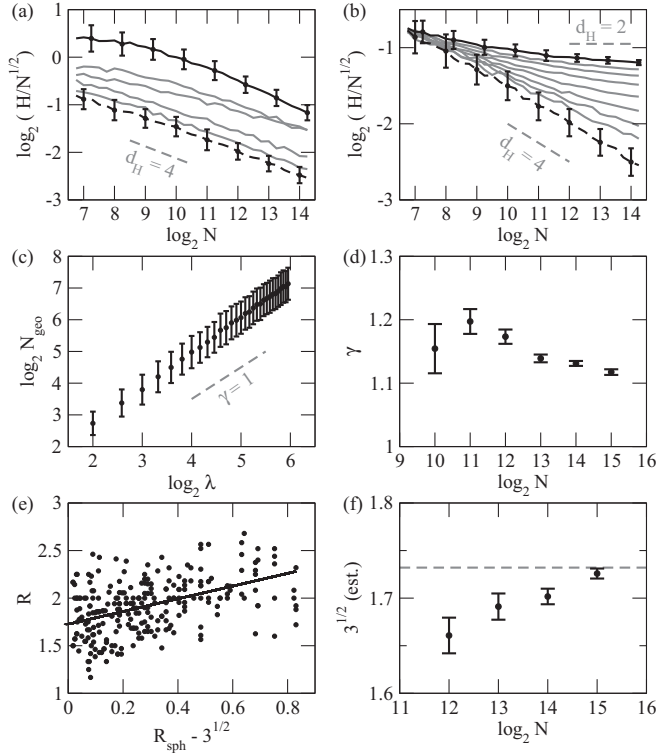 (a)
log₂ ( H/N^{1/2})
1
0
-1
-2
-3
d_H = 4
7 8 9 10 11 12 13 14
log₂ N
(b)
log₂ ( H/N^{1/2})
-1
-2
-3
d_H = 2
d_H = 4
7 8 9 10 11 12 13 14
log₂ N
(c)
log₂ N_geo
8
7
6
5
4
3
2
γ = 1
2 3 4 5 6
log₂ λ
(d)
γ
1.3
1.2
1.1
1
9 10 11 12 13 14 15 16
log₂ N
(e)
R
3
2.5
2
1.5
1
0 0.2 0.4 0.6 0.8
R_sph - 3^{1/2}
(f)
3^{1/2} (est.)
1.8
1.7
1.6
11 12 13 14 15 16
log₂ N